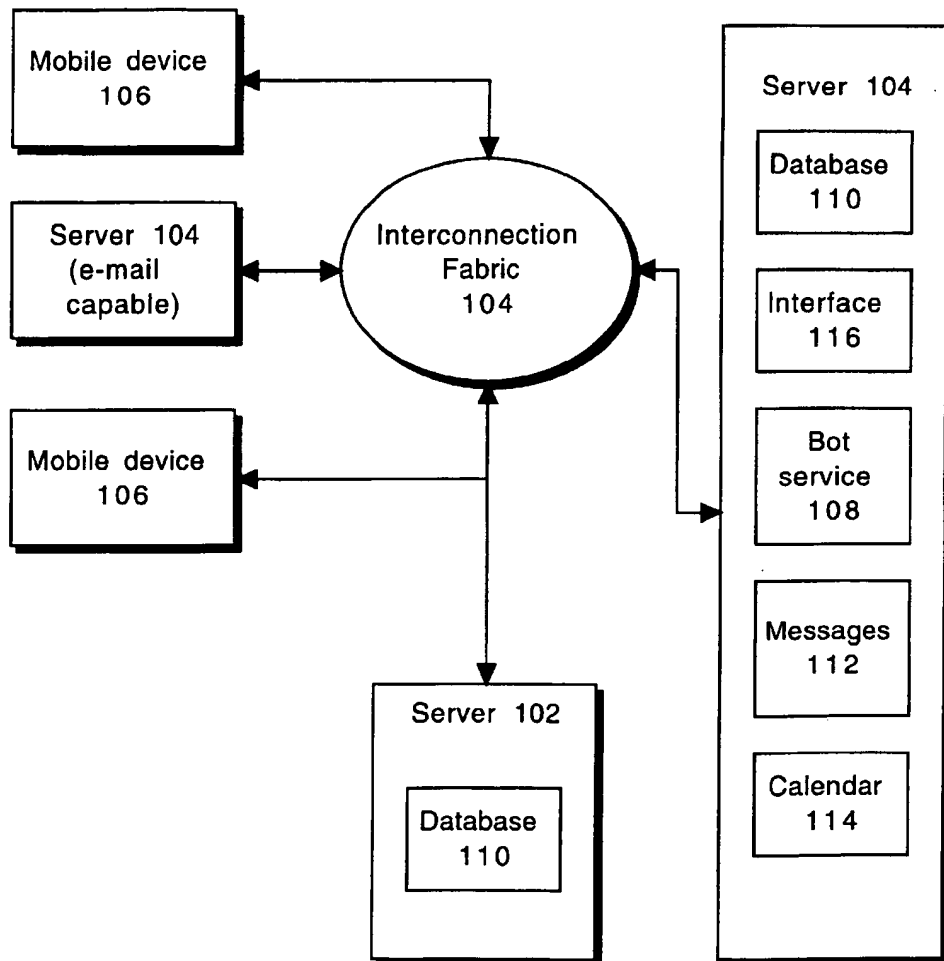 Mobile device
106
Server 104
(e-mail
capable)
Mobile device
106
Interconnection
Fabric
104
Server 102
Database
110
Server 104
Database
110
Interface
116
Bot
service
108
Messages
112
Calendar
114